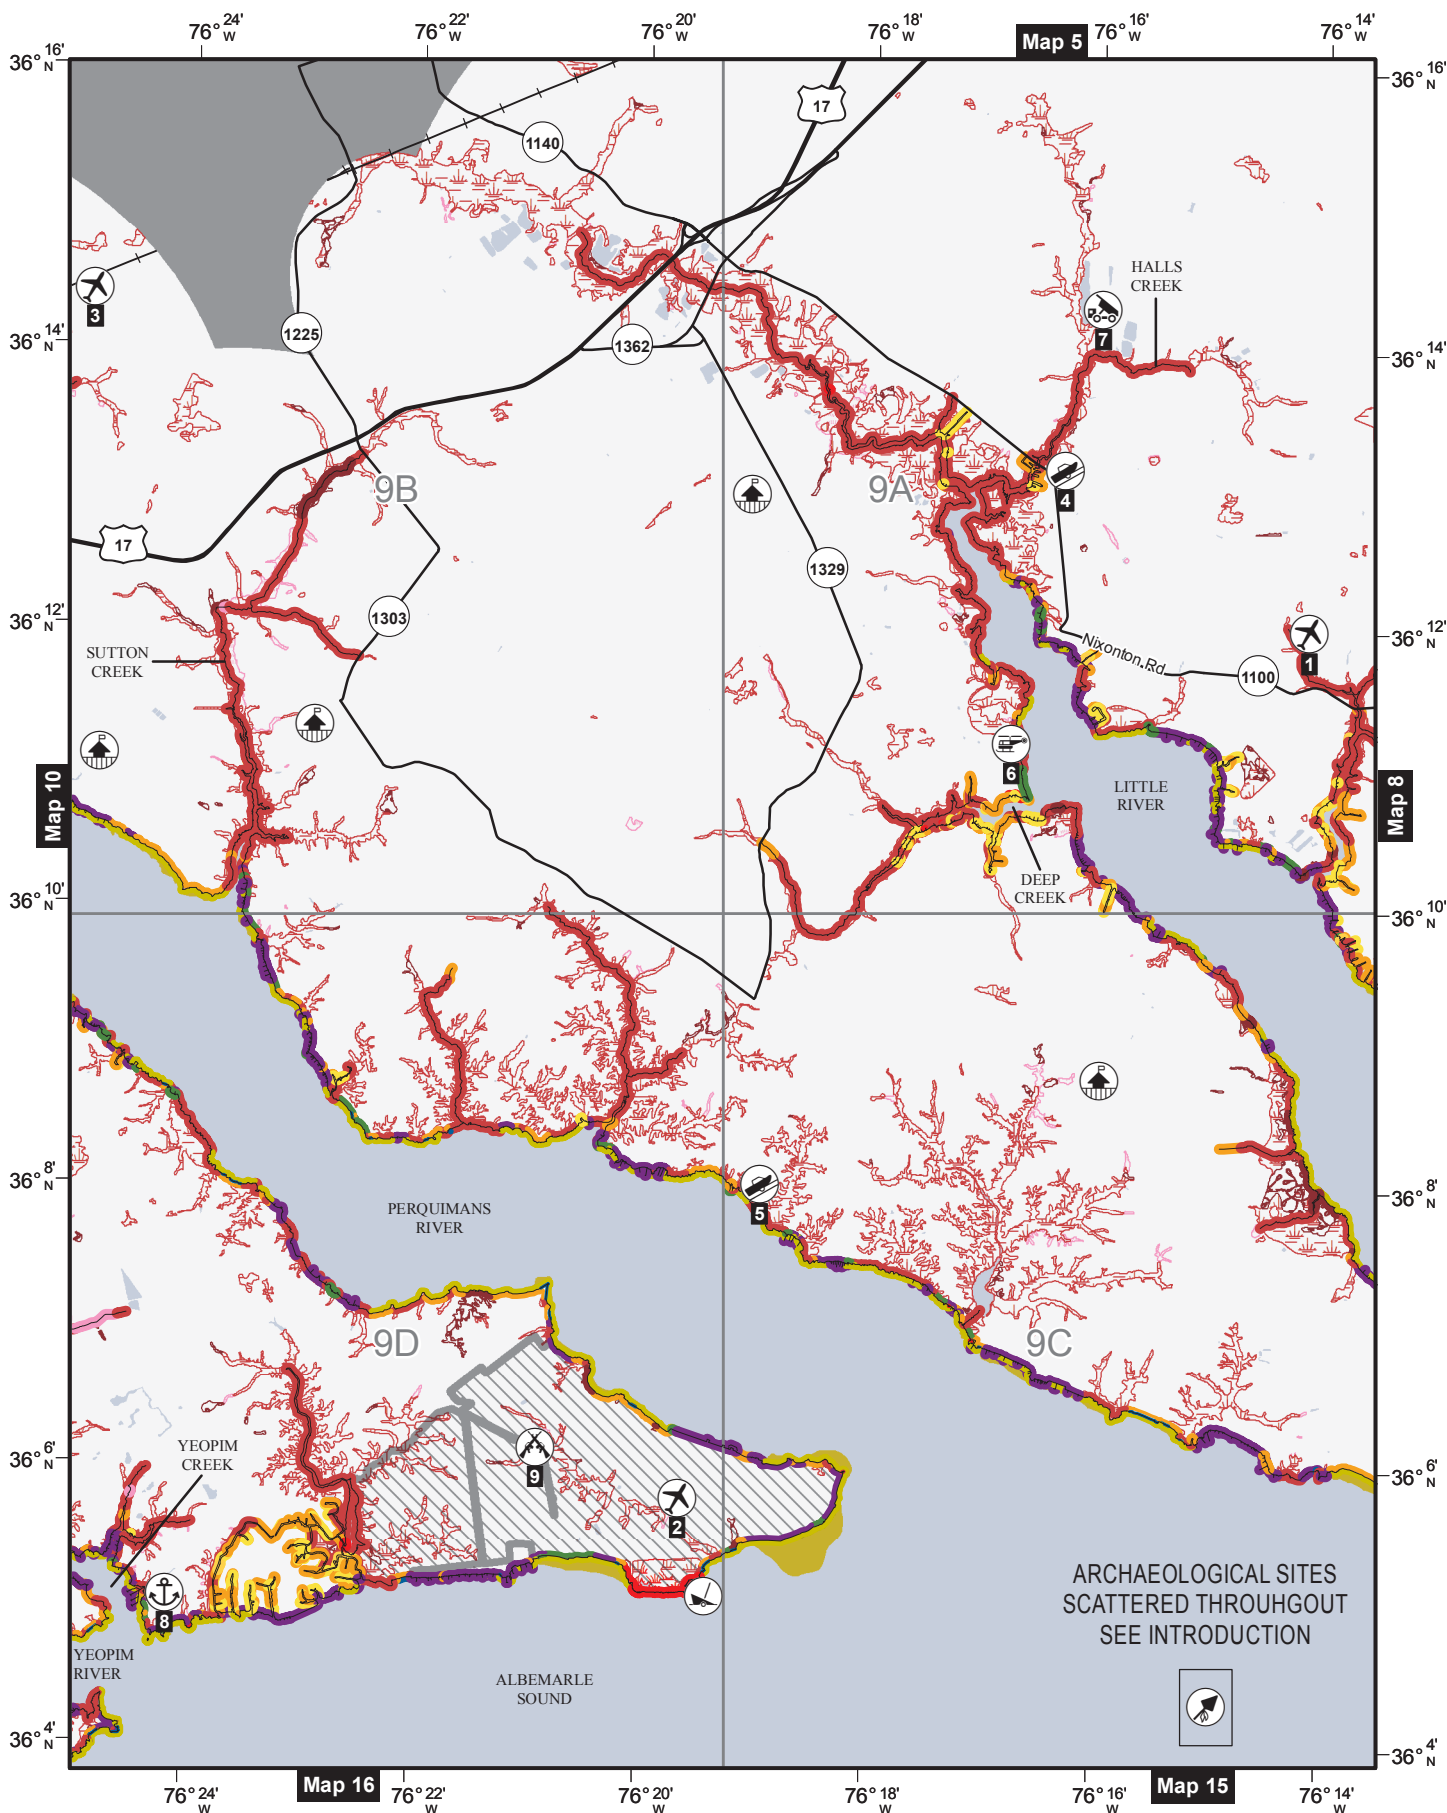 76° 24' W
76° 22' W
76° 20' W
76° 18' W
76° 16' W
76° 14' W
Map 5
36° 16' N
36° 16' N
17
1140
HALLS
CREEK
3
7
1225
36° 14' N
1362
36° 14' N
9B
9A
4
17
1329
36° 12' N
1303
36° 12' N
SUTTON
CREEK
Nixonton Rd
1
1100
6
Map 10
LITTLE
RIVER
Map 8
DEEP
CREEK
36° 10' N
36° 10' N
36° 8' N
36° 8' N
PERQUIMANS
RIVER
5
9D
9C
YEOPIM
CREEK
36° 6' N
9
36° 6' N
2
ARCHAEOLOGICAL SITES
SCATTERED THROUHGOUT
SEE INTRODUCTION
8
YEOPIM
RIVER
ALBEMARLE
SOUND
36° 4' N
36° 4' N
76° 24' W
Map 16
76° 22' W
76° 20' W
76° 18' W
76° 16' W
Map 15
76° 14' W